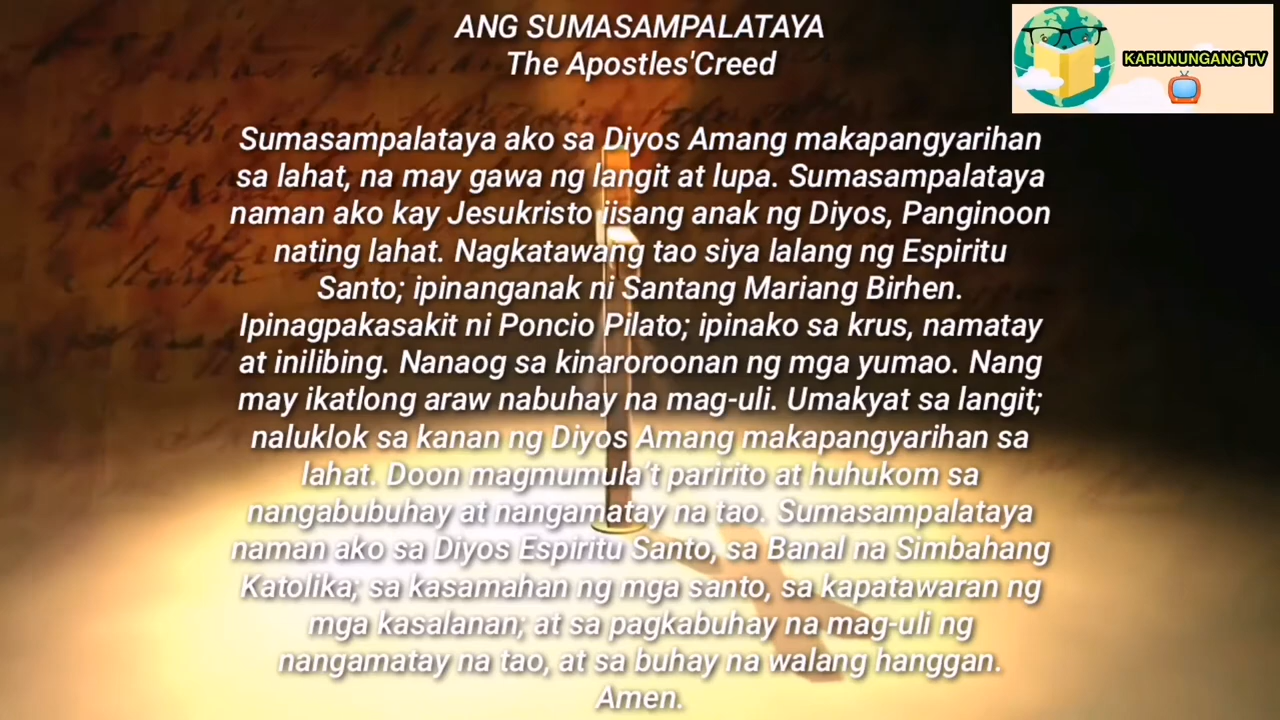 ANG SUMASAMPALATAYA
The Apostles'Creed
KARUNUNGANG TV
Sumasampalataya ako sa Diyos Amang makapangyarihan
sa lahat, na may gawa ng langit at lupa. Sumasampalataya
naman ako kay Jesukristo iisang anak ng Diyos, Panginoon
nating lahat. Nagkatawang tao siya lalang ng Espiritu
Santo; ipinanganak ni Santang Mariang Birhen.
Ipinagpakasakit ni Poncio Pilato; ipinako sa krus, namatay
at inilibing. Nanaog sa kinaroroonan ng mga yumao. Nang
may ikatlong araw nabuhay na mag-uli. Umakyat sa langit;
naluklok sa kanan ng Diyos Amang makapangyarihan sa
lahat. Doon magmumula't paririto at huhukom sa
nangabubuhay at nangamatay na tao. Sumasampalataya
naman ako sa Diyos Espiritu Santo, sa Banal na Simbahang
Katolika; sa kasamahan ng mga santo, sa kapatawaran ng
mga kasalanan; at sa pagkabuhay na mag-uli ng
nangamatay na tao, at sa buhay na walang hanggan.
Amen.